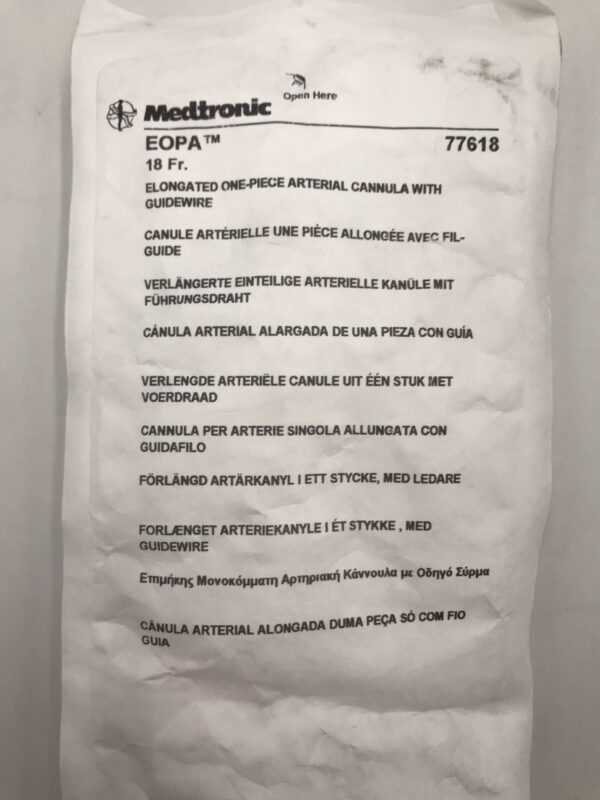 Open Here
Medtronic
EOPA™ 77618
18 Fr.
ELONGATED ONE-PIECE ARTERIAL CANNULA WITH
GUIDEWIRE
CANULE ARTÉRIELLE UNE PIÈCE ALLONGÉE AVEC FIL-
GUIDE
VERLÄNGERTE EINTEILIGE ARTERIELLE KANÜLE MIT
FÜHRUNGSDRAHT
CÁNULA ARTERIAL ALARGADA DE UNA PIEZA CON GUÍA
VERLENGDE ARTERIËLE CANULE UIT ÉÉN STUK MET
VOERDRAAD
CANNULA PER ARTERIE SINGOLA ALLUNGATA CON
GUIDAFILO
FÖRLÄNGD ARTÄRKANYL I ETT STYCKE, MED LEDARE
FORLÆNGET ARTERIEKANYLE I ÉT STYKKE , MED
GUIDEWIRE
Επιμήκης Μονοκόμματη Αρτηριακή Κάννουλα με Οδηγό Σύρμα
CÂNULA ARTERIAL ALONGADA DUMA PEÇA SÓ COM FIO
GUIA